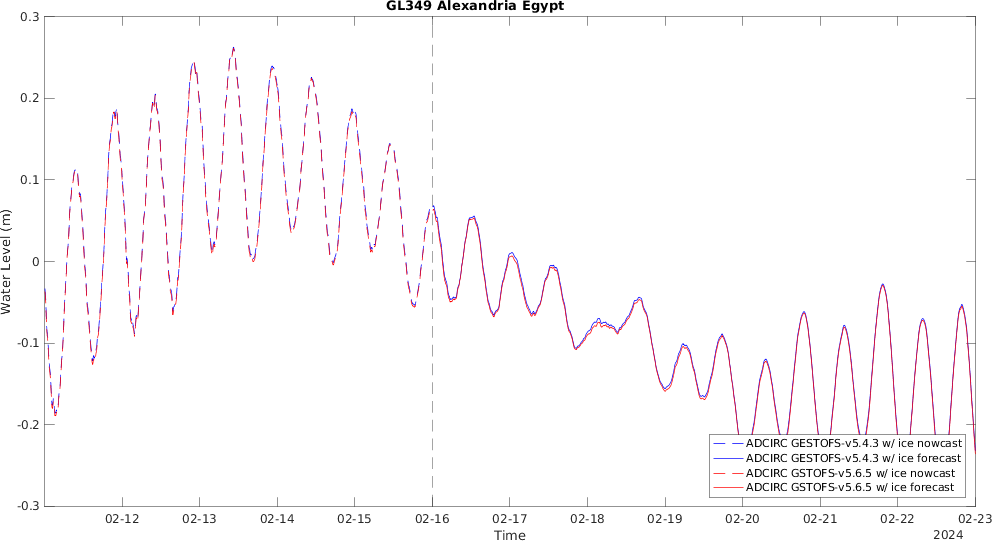 GL349 Alexandria Egypt
0.3
0.2
0.1
0
-0.1
-0.2
-0.3
Water Level (m)
ADCIRC GESTOFS-v5.4.3 w/ ice nowcast
ADCIRC GESTOFS-v5.4.3 w/ ice forecast
ADCIRC GSTOFS-v5.6.5 w/ ice nowcast
ADCIRC GSTOFS-v5.6.5 w/ ice forecast
02-12 02-13 02-14 02-15 02-16 02-17 02-18 02-19 02-20 02-21 02-22 02-23
Time
2024